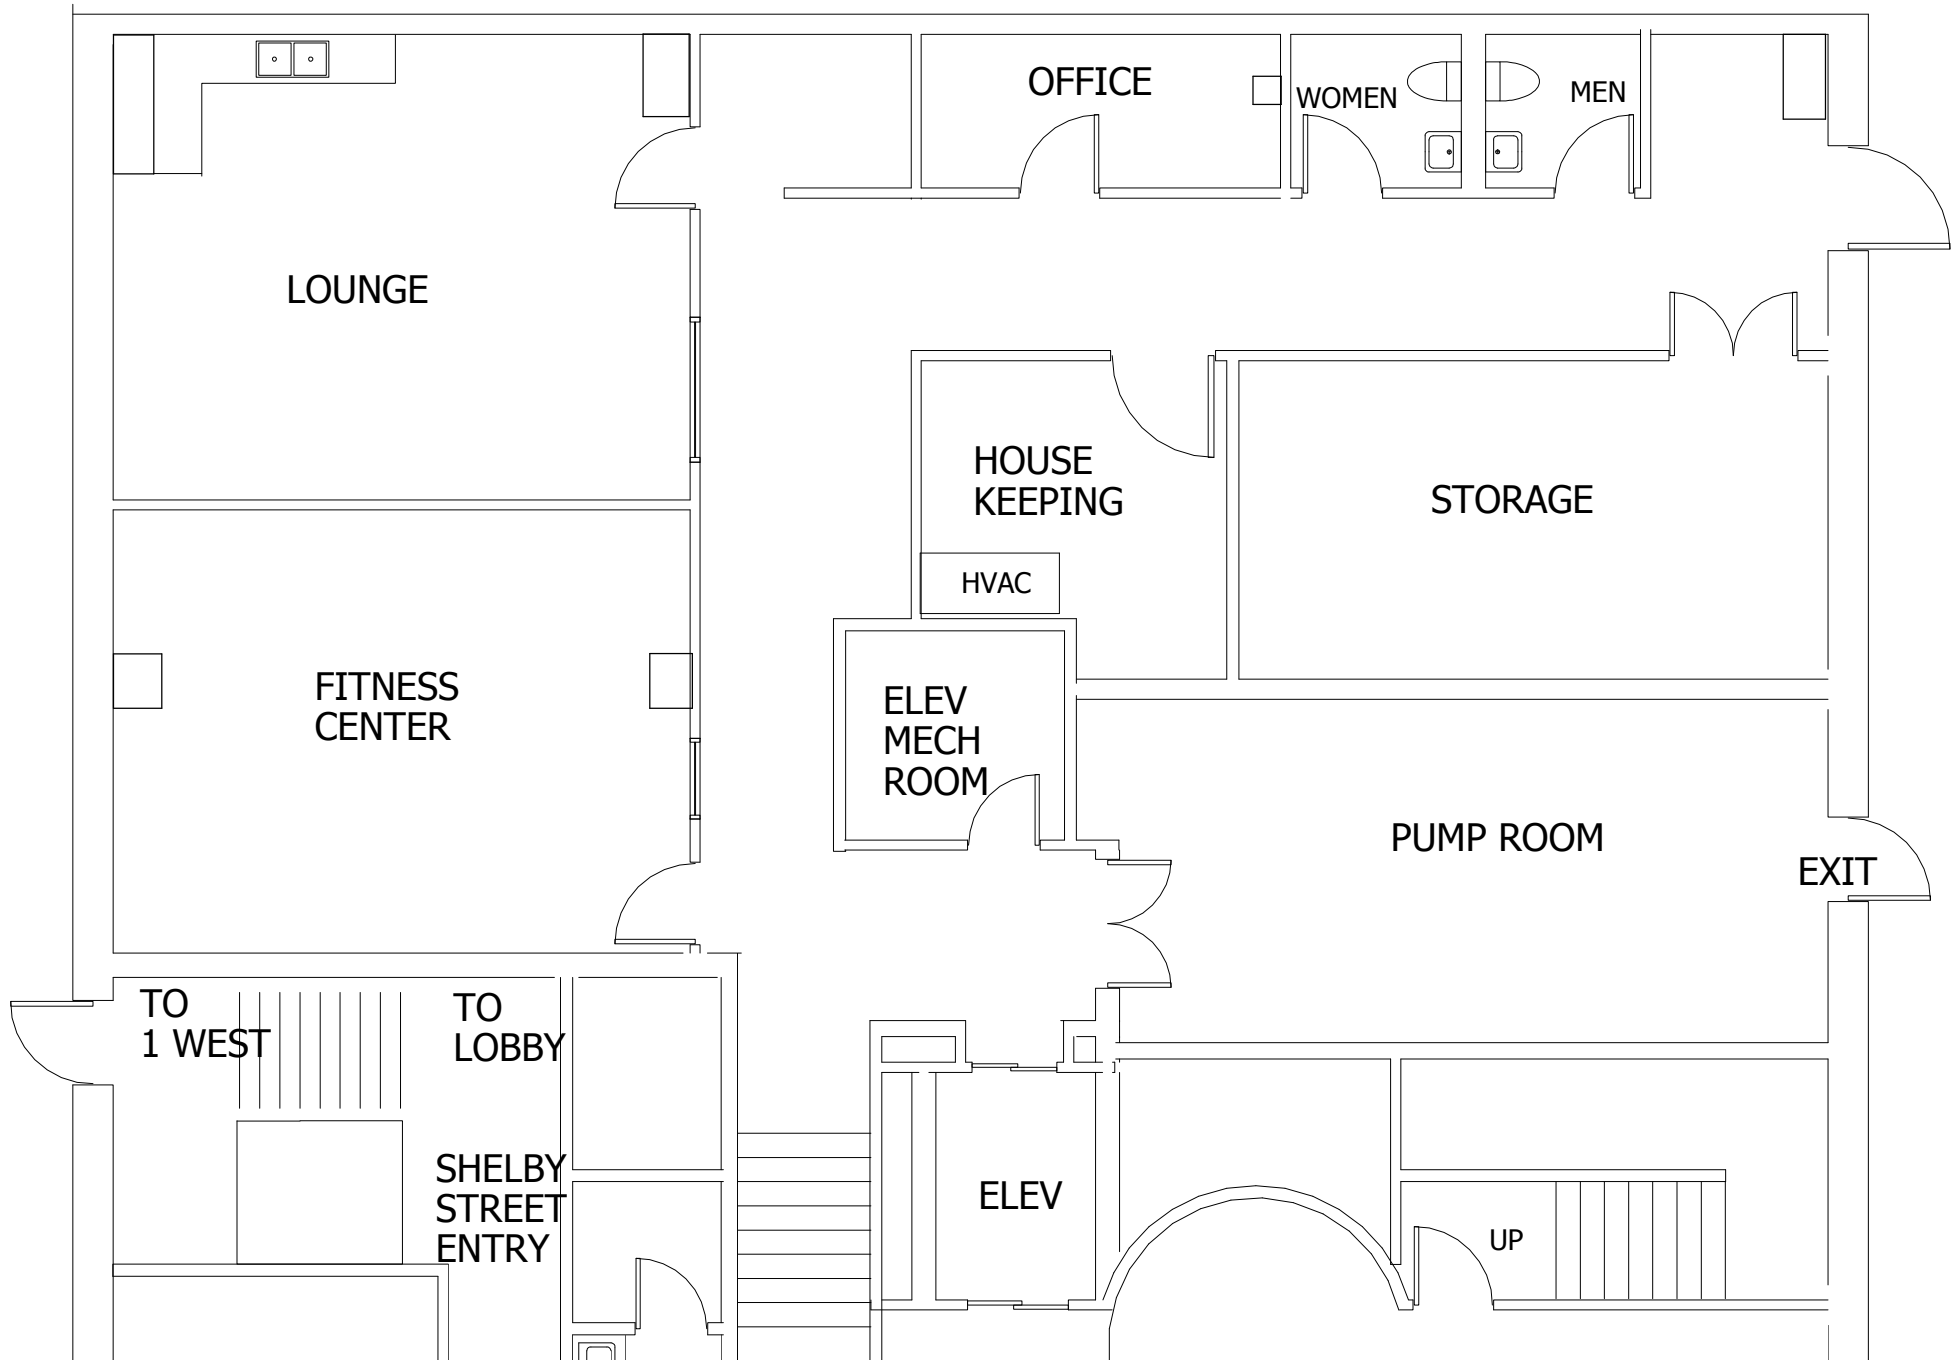 OFFICE
WOMEN
MEN
LOUNGE
HOUSE
KEEPING
STORAGE
HVAC
FITNESS
CENTER
ELEV
MECH
ROOM
PUMP ROOM
EXIT
TO
1 WEST
TO
LOBBY
SHELBY
STREET
ENTRY
ELEV
UP